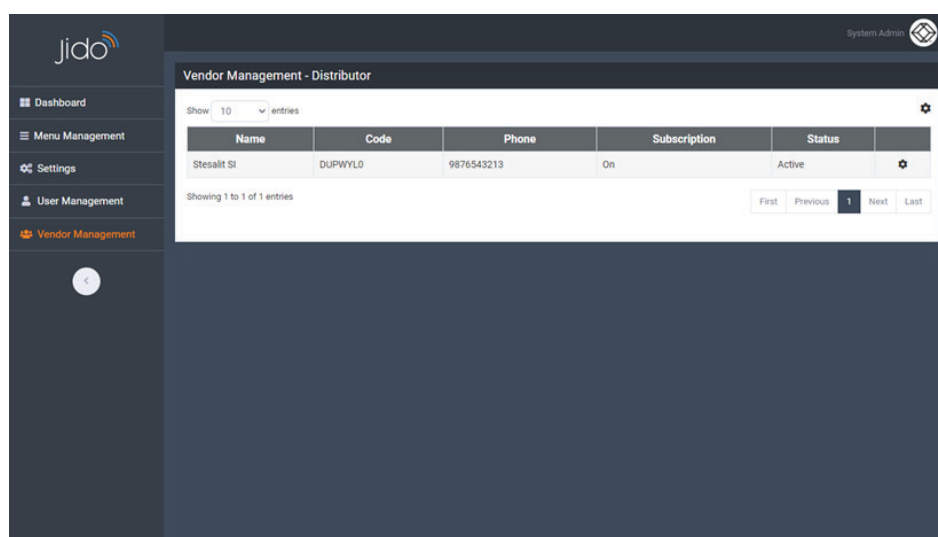 Jido
System Admin
Vendor Management - Distributor
Dashboard
Menu Management
Settings
User Management
Vendor Management
Show 10 entries
Name Code Phone Subscription Status
Stesalit SI DUPWYL0 9876543213 On Active
Showing 1 to 1 of 1 entries
First Previous 1 Next Last